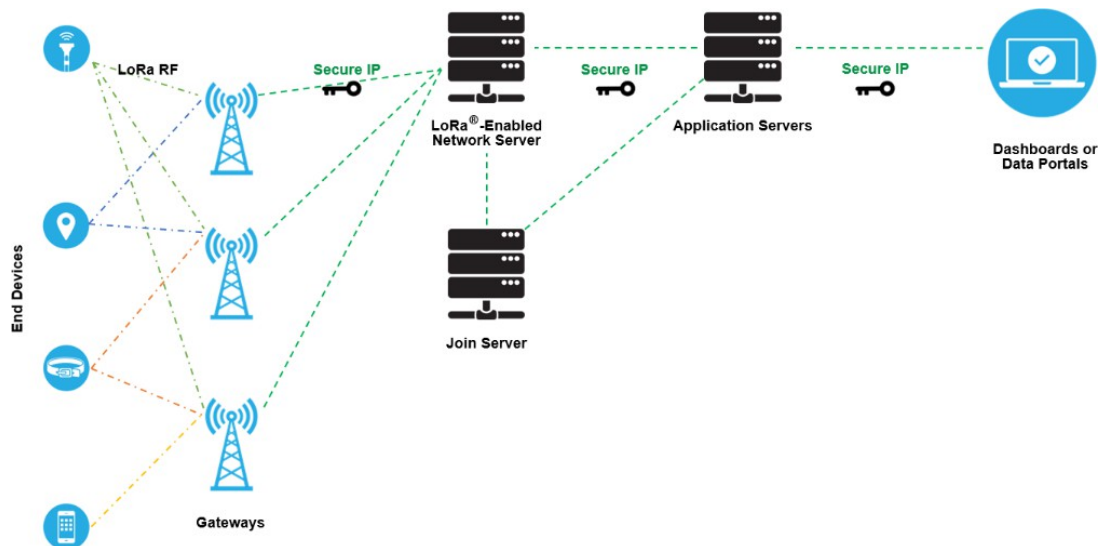 LoRa RF
Secure IP
Secure IP
Secure IP
LoRa®-Enabled
Network Server
Application Servers
Dashboards or
Data Portals
End Devices
Join Server
Gateways